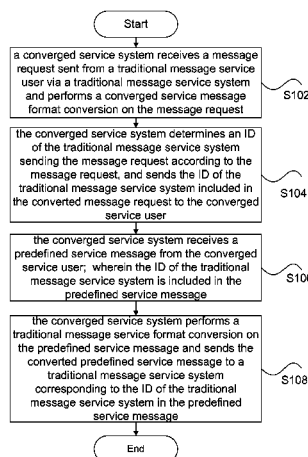 Start
a converged service system receives a message
request sent from a traditional message service
user via a traditional message service system
and performs a converged service message
format conversion on the message request
S102
the converged service system determines an ID
of the traditional message service system
sending the message request according to the
message request, and sends the ID of the
traditional message service system included in
the converted message request to the converged
service user
S104
the converged service system receives a
predefined service message from the converged
service user; wherein the ID of the traditional
message service system is included in the
predefined service message
S106
the converged service system performs a
traditional message service format conversion on
the predefined service message and sends the
converted predefined service message to a
traditional message service system
corresponding to the ID of the traditional
message service system in the predefined
service message
S108
End